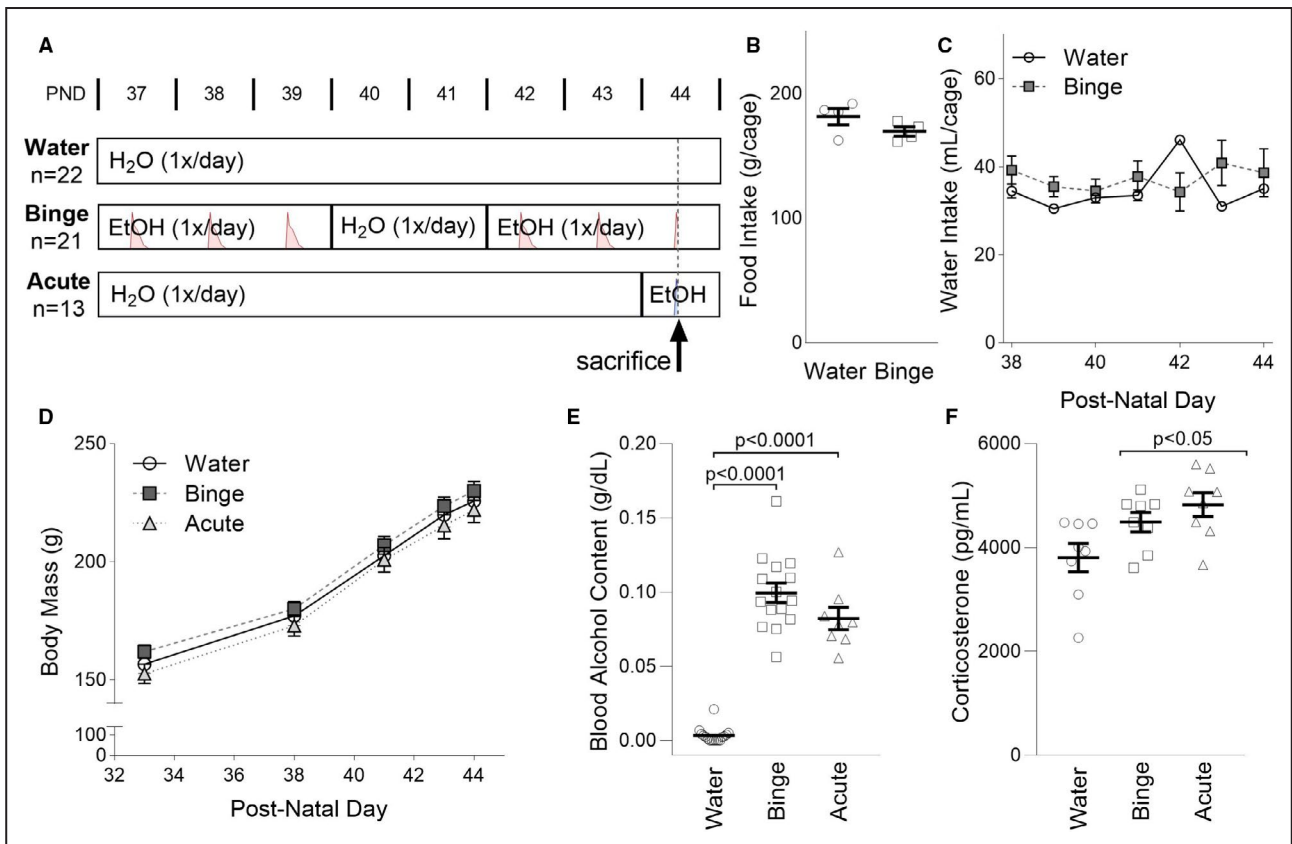 A
PND 37 38 39 40 41 42 43 44
Water
n=22
H₂O (1x/day)
Binge
n=21
EtOH (1x/day) H₂O (1x/day) EtOH (1x/day)
Acute
n=13
H₂O (1x/day) EtOH
sacrifice
B
Food Intake (g/cage)
200
100
0
Water Binge
C
Water Intake (mL/cage)
Water
Binge
60
40
20
0
38 40 42 44
Post-Natal Day
D
Body Mass (g)
Water
Binge
Acute
250
200
150
100
0
32 34 36 38 40 42 44
Post-Natal Day
E
Blood Alcohol Content (g/dL)
p<0.0001
p<0.0001
0.20
0.15
0.10
0.05
0.00
Water Binge Acute
F
Corticosterone (pg/mL)
p<0.05
6000
4000
2000
0
Water Binge Acute